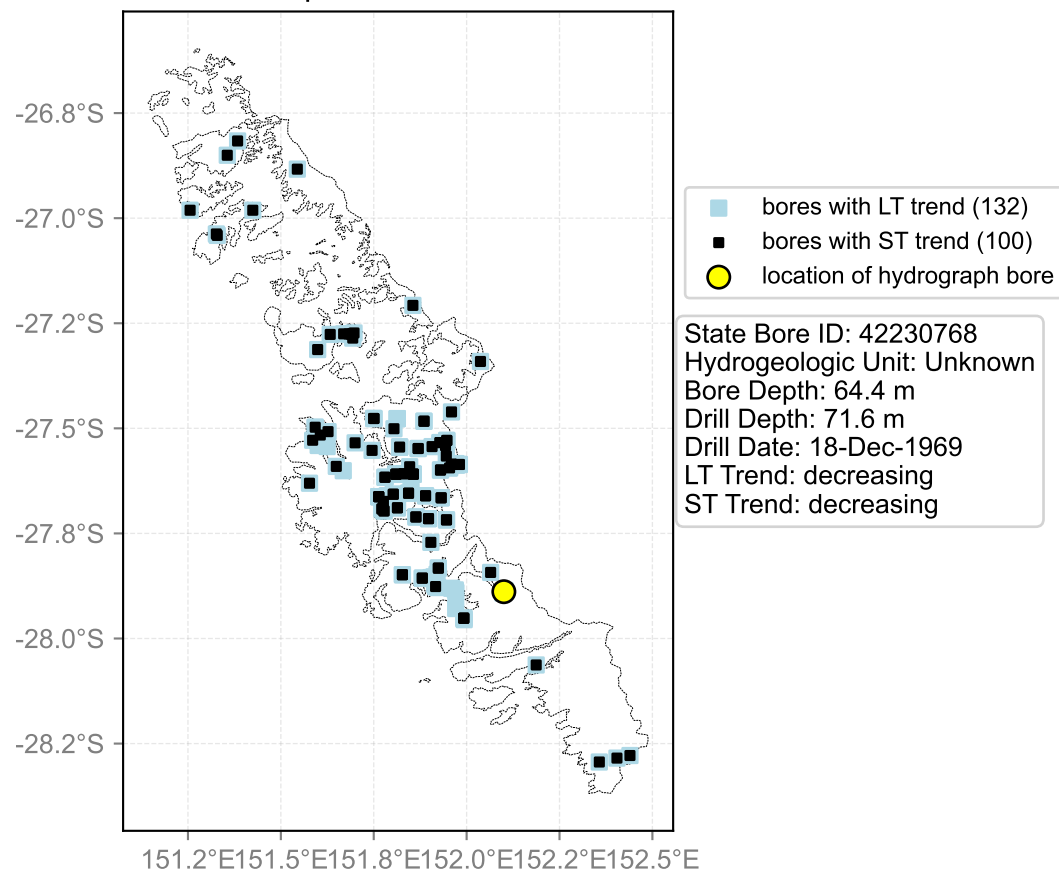 -26.8°S
-27.0°S
-27.2°S
-27.5°S
-27.8°S
-28.0°S
-28.2°S
151.2°E151.5°E151.8°E152.0°E152.2°E152.5°E
bores with LT trend (132)
bores with ST trend (100)
location of hydrograph bore
State Bore ID: 42230768
Hydrogeologic Unit: Unknown
Bore Depth: 64.4 m
Drill Depth: 71.6 m
Drill Date: 18-Dec-1969
LT Trend: decreasing
ST Trend: decreasing